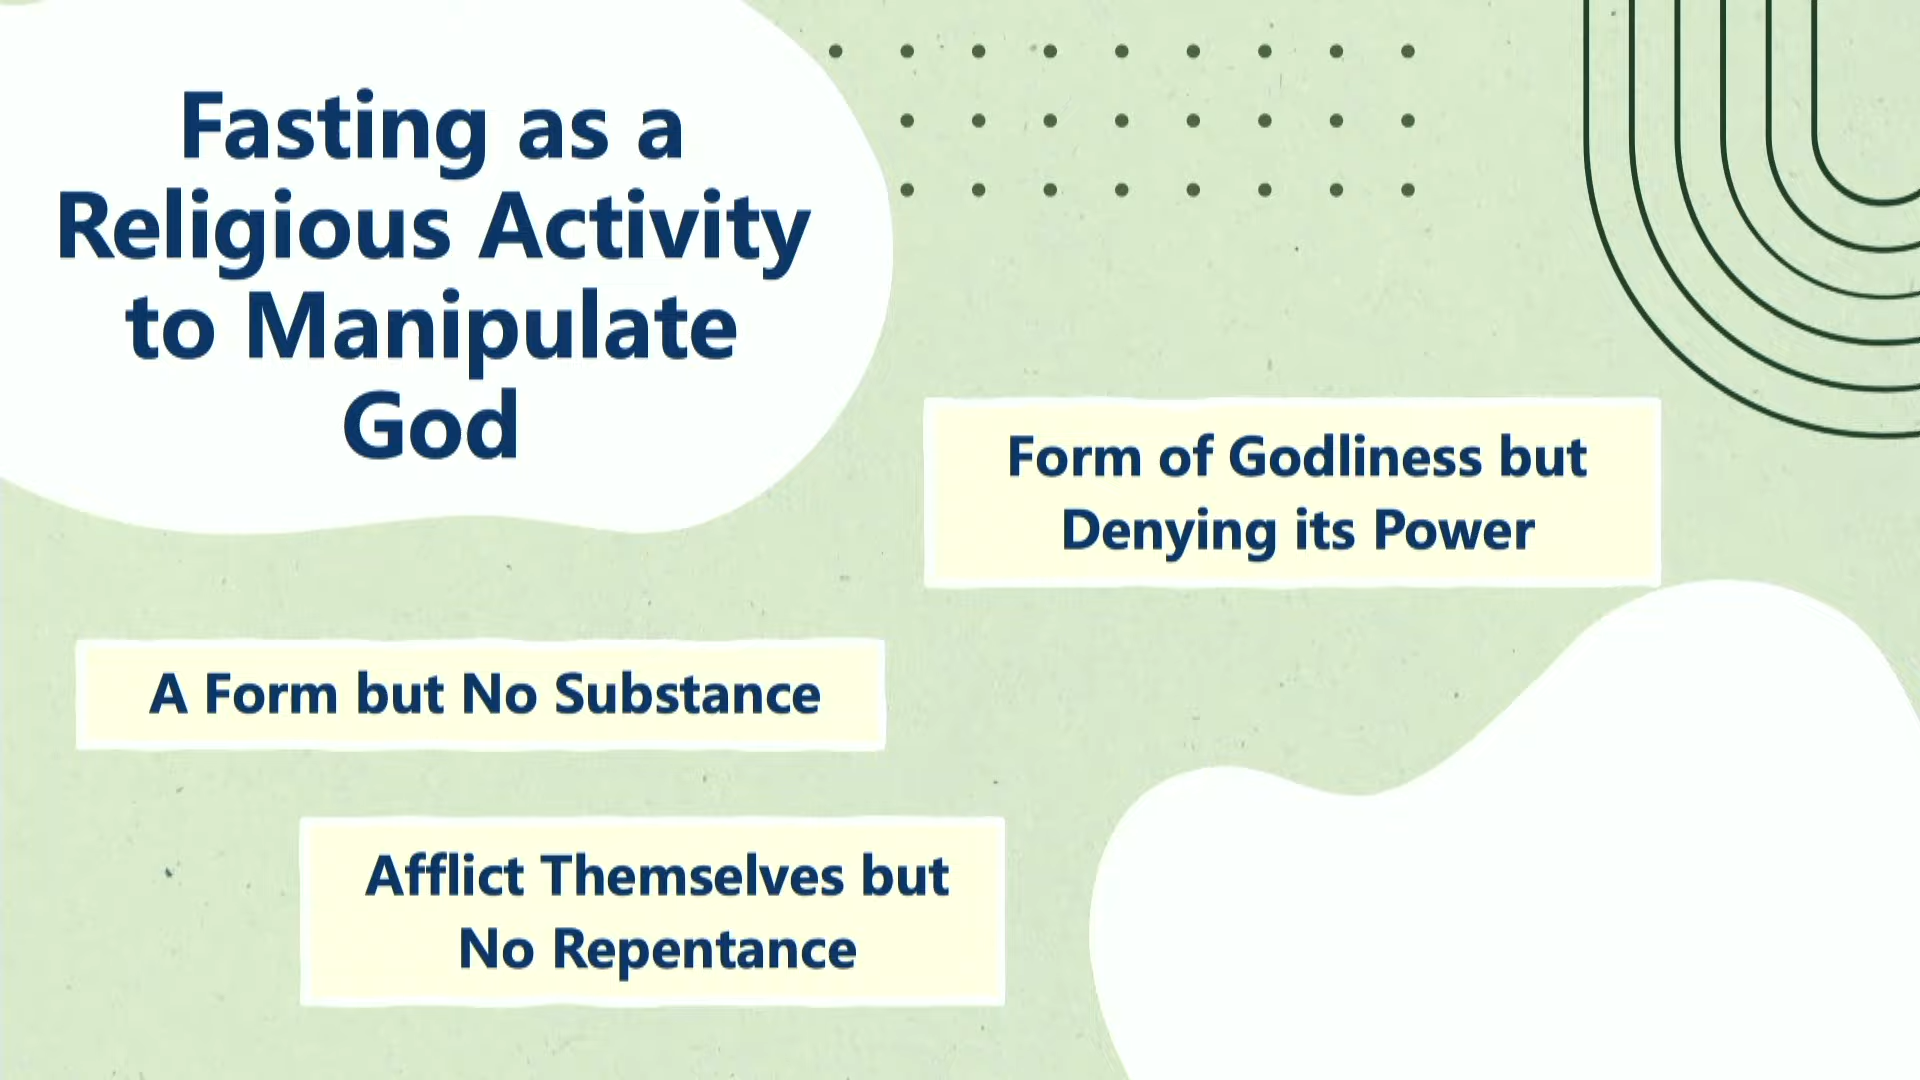 Fasting as a
Religious Activity
to Manipulate
God
Form of Godliness but
Denying its Power
A Form but No Substance
Afflict Themselves but
No Repentance